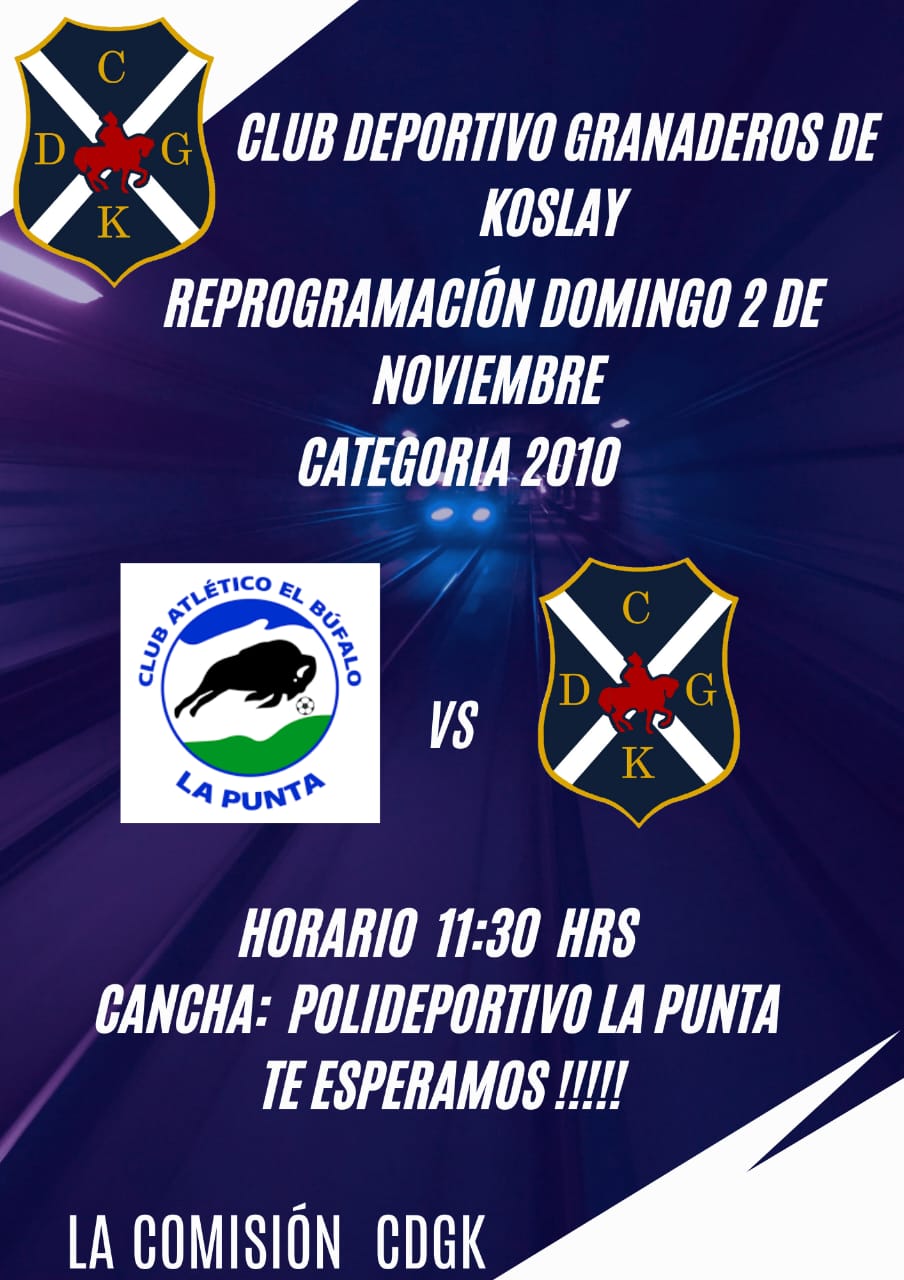 C
D G
K
CLUB DEPORTIVO GRANADEROS DE
KOSLAY
REPROGRAMACIÓN DOMINGO 2 DE
NOVIEMBRE
CATEGORIA 2010
CLUB ATLÉTICO EL BÚFALO
LA PUNTA
VS
C
D G
K
HORARIO 11:30 HRS
CANCHA: POLIDEPORTIVO LA PUNTA
TE ESPERAMOS !!!!!
LA COMISIÓN CDGK